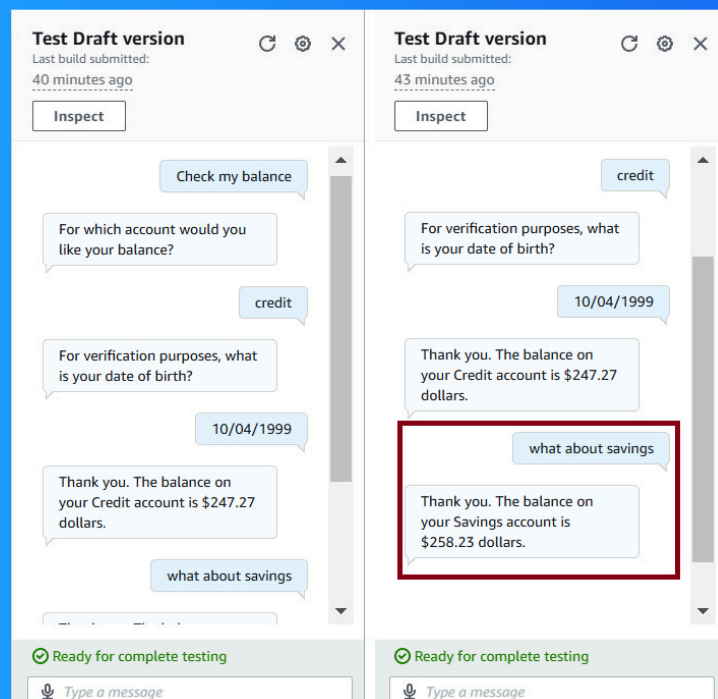 Test Draft version
Last build submitted:
40 minutes ago
Inspect
Check my balance
For which account would you
like your balance?
credit
For verification purposes, what
is your date of birth?
10/04/1999
Thank you. The balance on
your Credit account is $247.27
dollars.
what about savings
Ready for complete testing
Type a message
Test Draft version
Last build submitted:
43 minutes ago
Inspect
credit
For verification purposes, what
is your date of birth?
10/04/1999
Thank you. The balance on
your Credit account is $247.27
dollars.
what about savings
Thank you. The balance on
your Savings account is
$258.23 dollars.
Ready for complete testing
Type a message